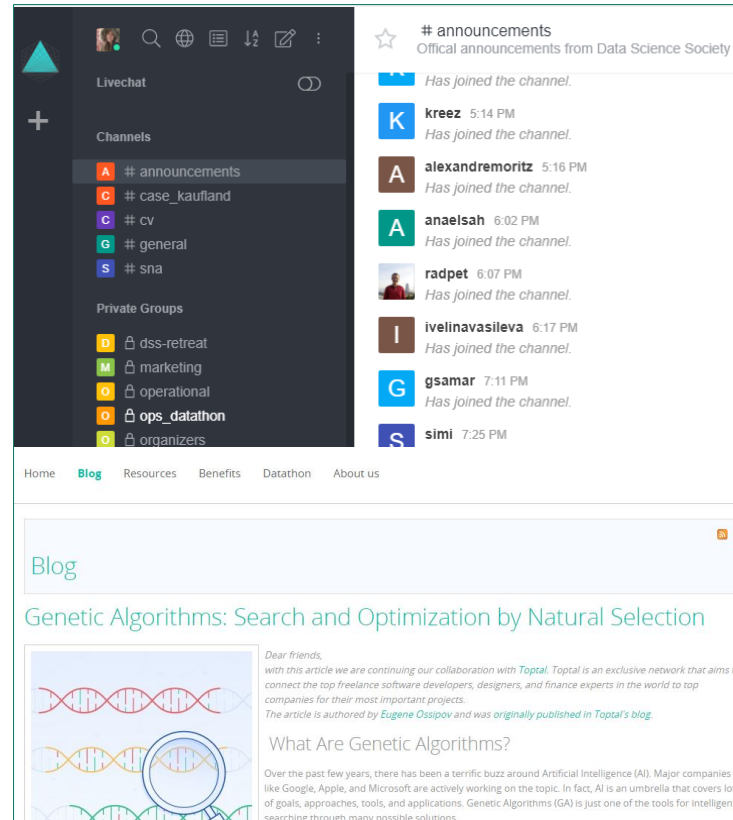 # announcements
Offical announcements from Data Science Society
Livechat
Channels
A # announcements
C # case_kaufland
C # cv
G # general
S # sna
Private Groups
D dss-retreat
M marketing
O operational
O ops_datathon
O organizers
Has joined the channel.
K kreez 5:14 PM
Has joined the channel.
A alexandremoritz 5:16 PM
Has joined the channel.
A anaelsah 6:02 PM
Has joined the channel.
radpet 6:07 PM
Has joined the channel.
I ivelinavasileva 6:17 PM
Has joined the channel.
G gsamar 7:11 PM
Has joined the channel.
S simi 7:25 PM
Home Blog Resources Benefits Datathon About us
Blog
Genetic Algorithms: Search and Optimization by Natural Selection
Dear friends,
with this article we are continuing our collaboration with Toptal. Toptal is an exclusive network that aims
connect the top freelance software developers, designers, and finance experts in the world to top
companies for their most important projects.
The article is authored by Eugene Ossipov and was originally published in Toptal's blog.
What Are Genetic Algorithms?
Over the past few years, there has been a terrific buzz around Artificial Intelligence (AI). Major companies
like Google, Apple, and Microsoft are actively working on the topic. In fact, AI is an umbrella that covers
of goals, approaches, tools, and applications. Genetic Algorithms (GA) is just one of the tools for
searching through many possible solutions.